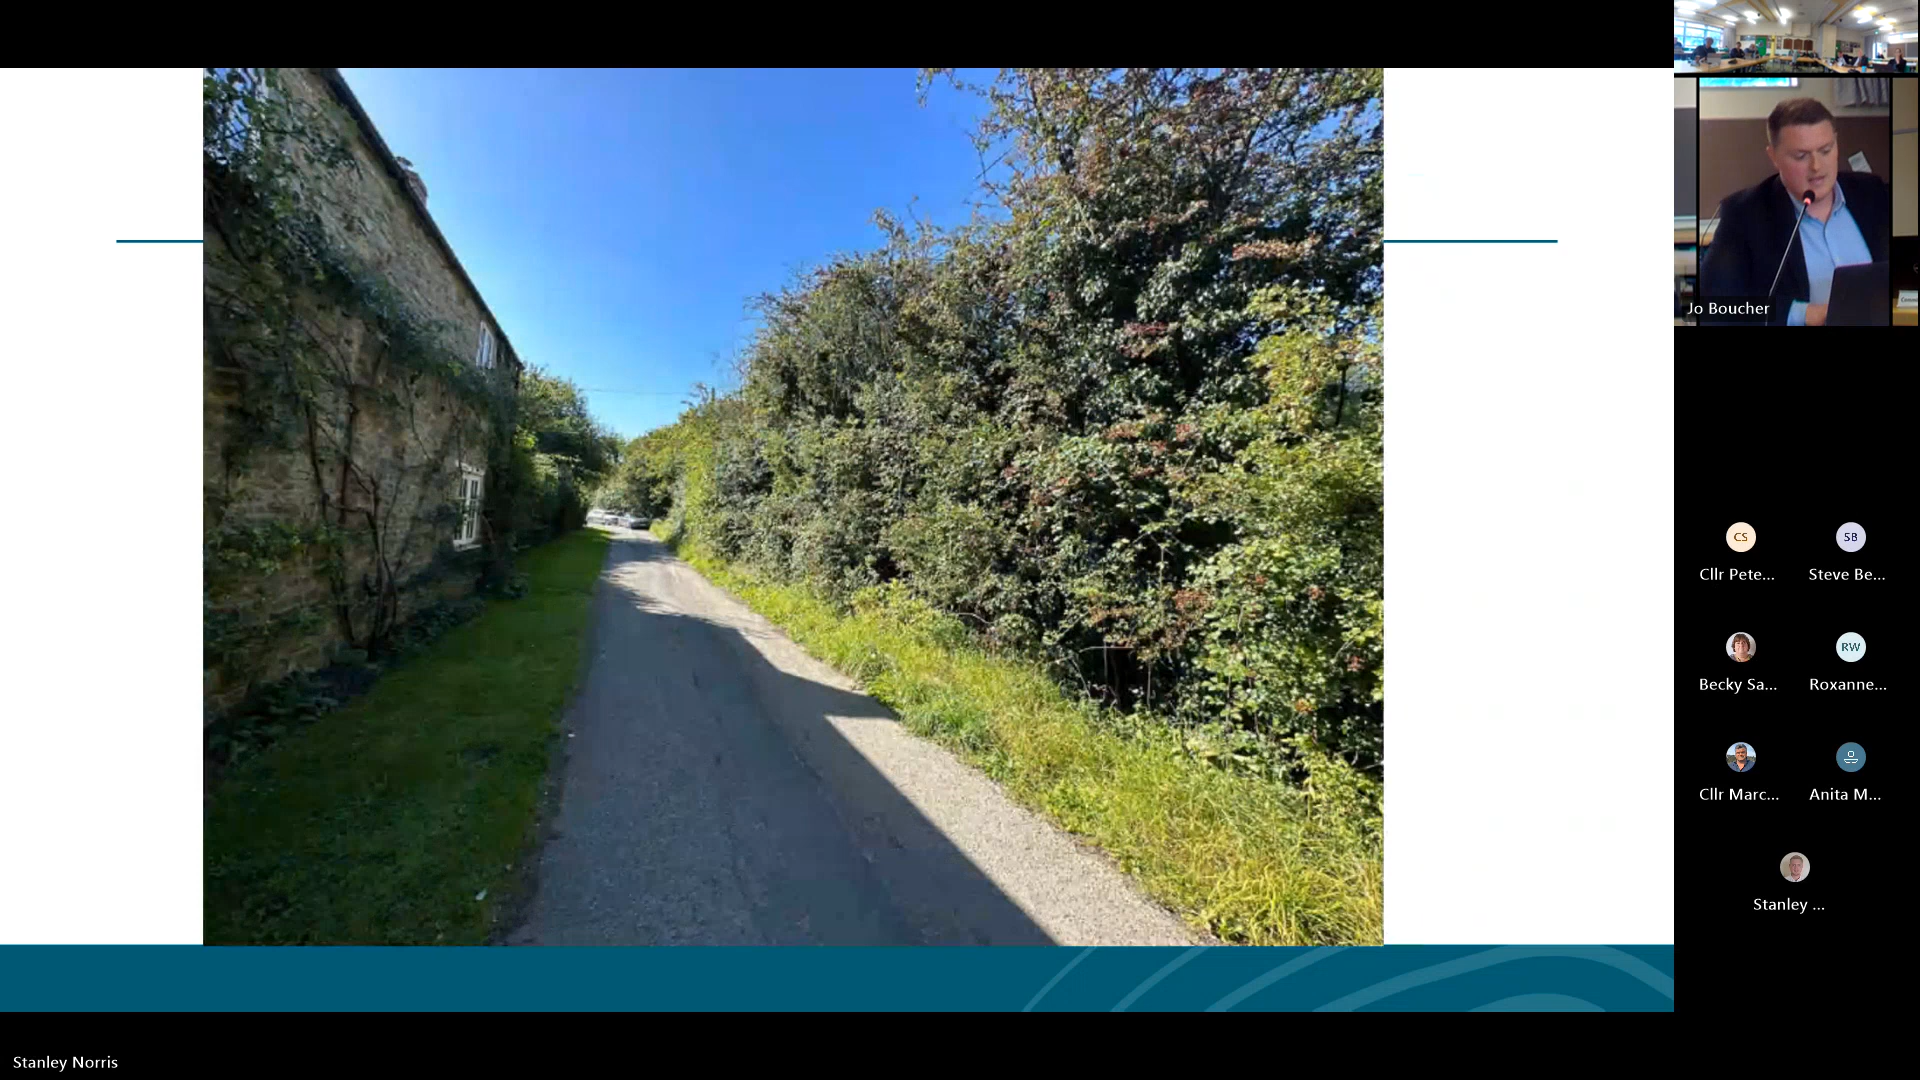 Jo Boucher
CS
SB
Cllr Pete...
Steve Be...
RW
Becky Sa...
Roxanne...
Cllr Marc...
Anita M...
Stanley ...
Stanley Norris